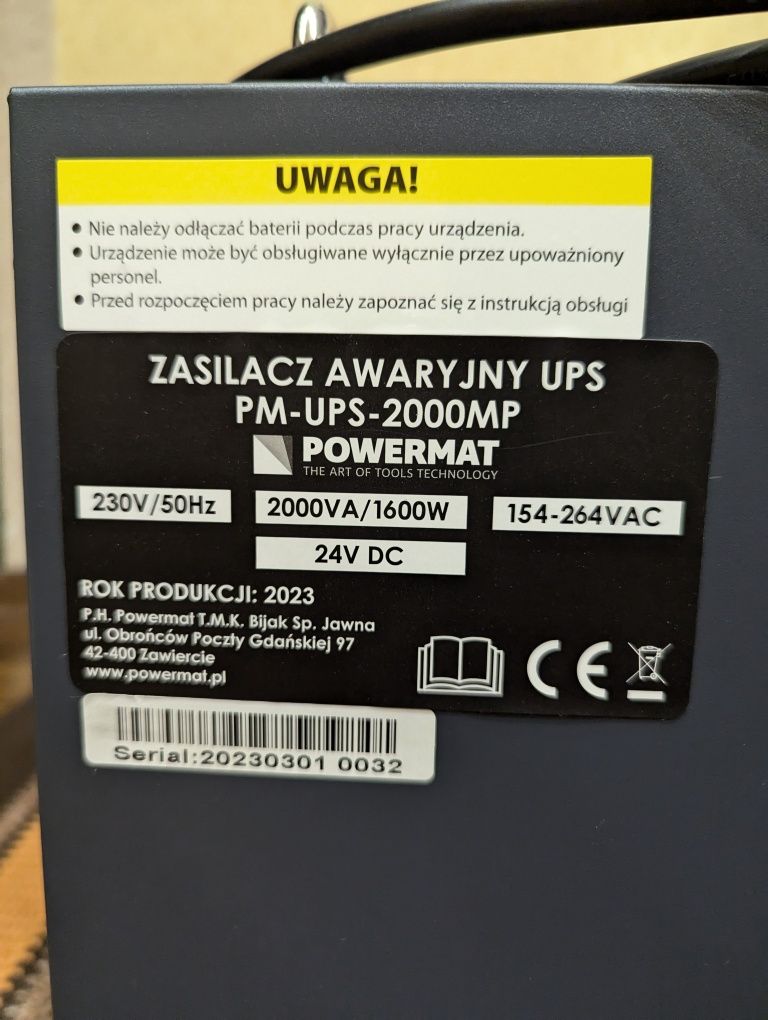 UWAGA!
• Nie należy odłączać baterii podczas pracy urządzenia.
• Urządzenie może być obsługiwane wyłącznie przez upoważniony
personel.
• Przed rozpoczęciem pracy należy zapoznać się z instrukcją obsługi
ZASILACZ AWARYJNY UPS
PM-UPS-2000MP
POWERMAT
THE ART OF TOOLS TECHNOLOGY
230V/50Hz 2000VA/1600W 154-264VAC
24V DC
ROK PRODUKCJI: 2023
P.H. Powermat T.M.K. Bijak Sp. Jawna
ul. Obrońców Poczty Gdańskiej 97
42-400 Zawiercie
www.powermat.pl
CE
Serial:20230301 0032